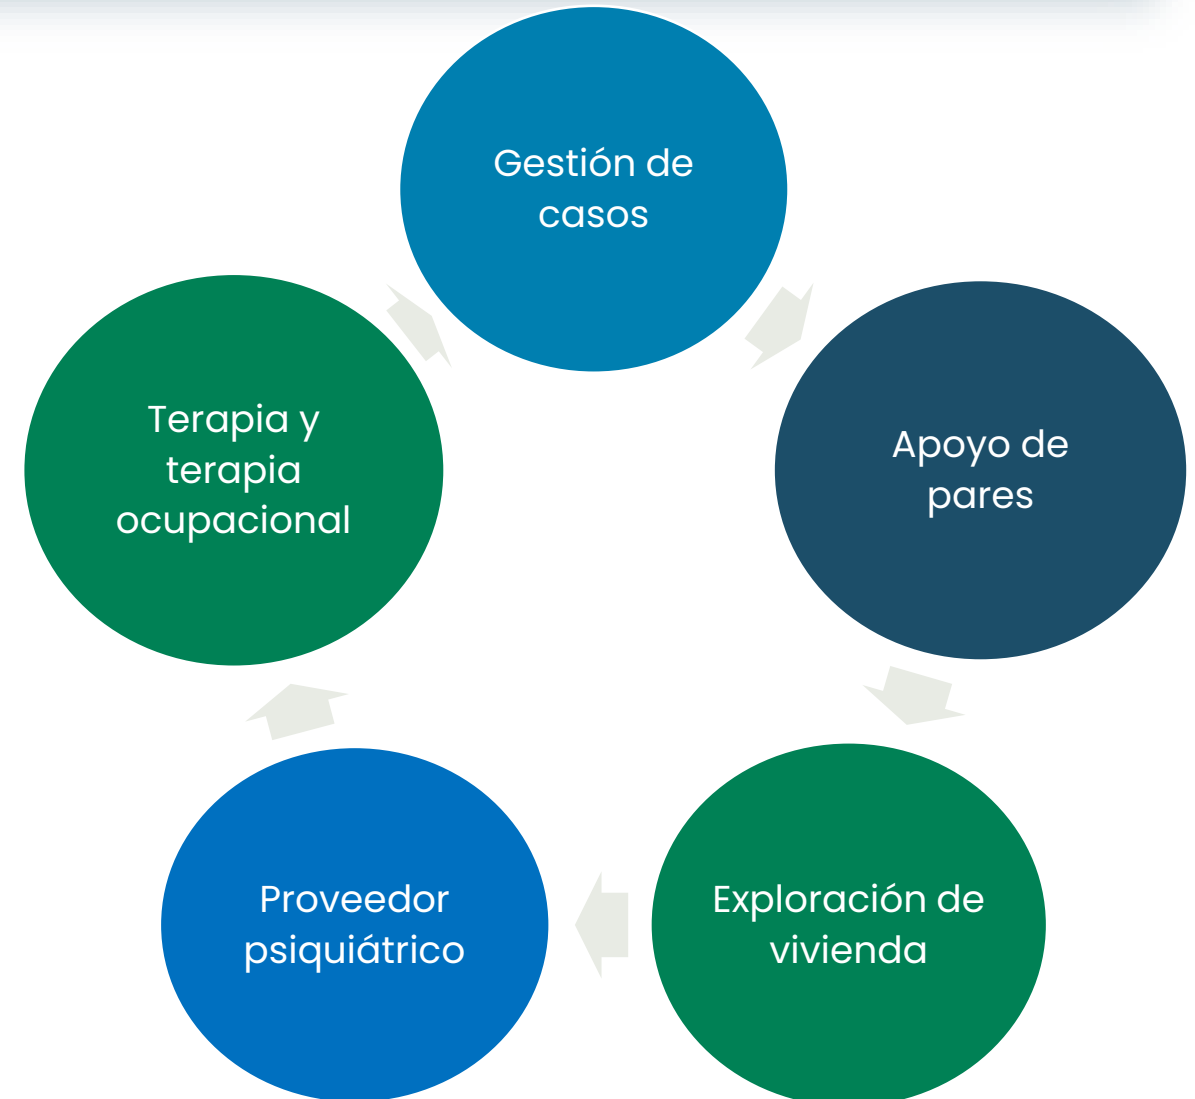 Gestión de
casos
Apoyo de
pares
Exploración de
vivienda
Proveedor
psiquiátrico
Terapia y
terapia
ocupacional